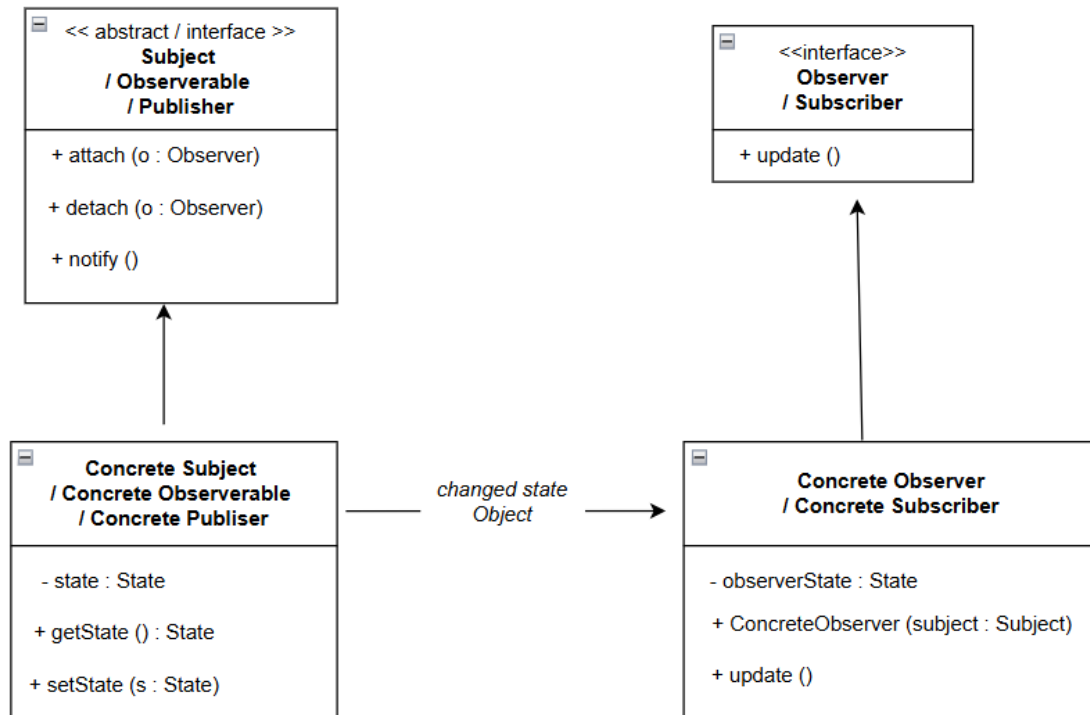 << abstract / interface >>
Subject
/ Observerable
/ Publisher
+ attach (o : Observer)
+ detach (o : Observer)
+ notify ()
<<interface>>
Observer
/ Subscriber
+ update ()
Concrete Subject
/ Concrete Observerable
/ Concrete Publiser
- state : State
+ getState () : State
+ setState (s : State)
changed state
Object
Concrete Observer
/ Concrete Subscriber
- observerState : State
+ ConcreteObserver (subject : Subject)
+ update ()